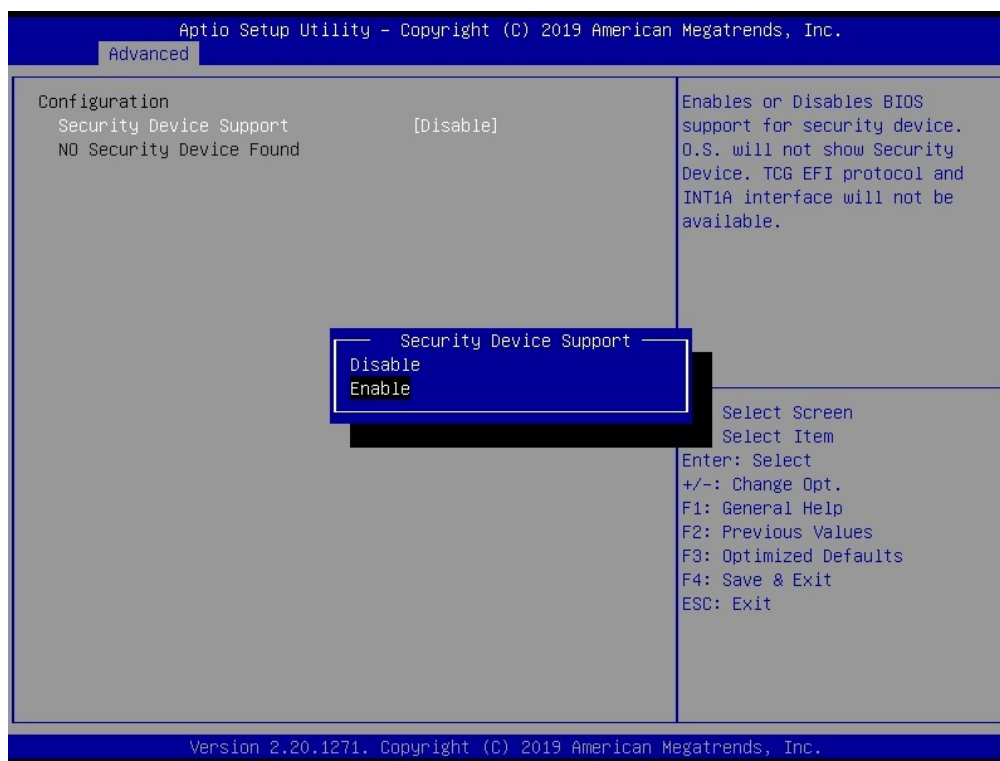 Aptio Setup Utility – Copyright (C) 2019 American Megatrends, Inc.
Advanced
Configuration
Security Device Support [Disable]
NO Security Device Found
Enables or Disables BIOS
support for security device.
O.S. will not show Security
Device. TCG EFI protocol and
INT1A interface will not be
available.
Security Device Support
Disable
Enable
Select Screen
Select Item
Enter: Select
+/-: Change Opt.
F1: General Help
F2: Previous Values
F3: Optimized Defaults
F4: Save & Exit
ESC: Exit
Version 2.20.1271. Copyright (C) 2019 American Megatrends, Inc.